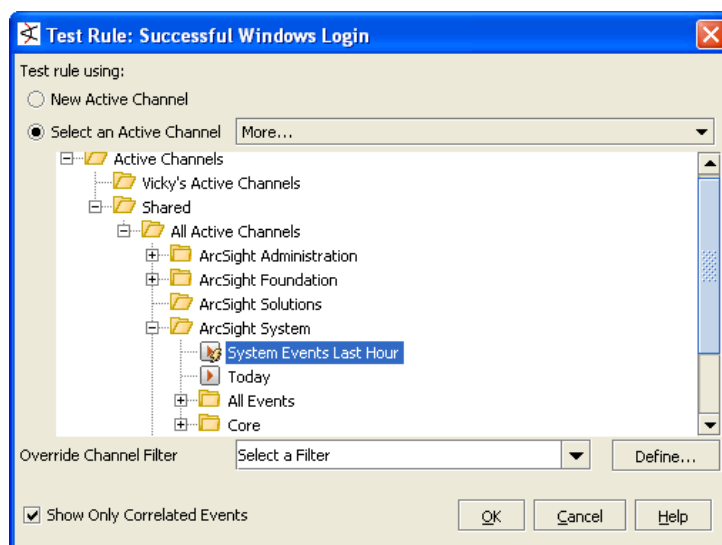 Test Rule: Successful Windows Login
Test rule using:
New Active Channel
Select an Active Channel More...
Active Channels
Vicky's Active Channels
Shared
All Active Channels
ArcSight Administration
ArcSight Foundation
ArcSight Solutions
ArcSight System
System Events Last Hour
Today
All Events
Core
Override Channel Filter Select a Filter Define...
Show Only Correlated Events OK Cancel Help